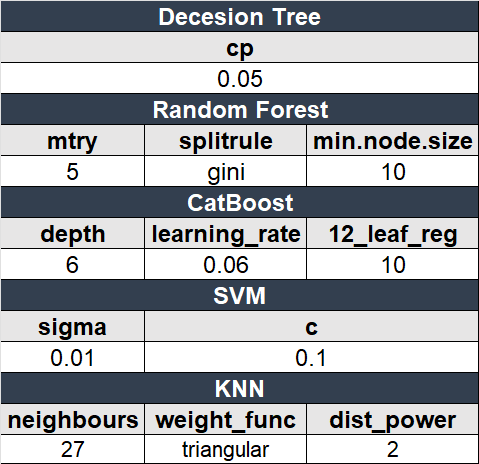 Decesion Tree
cp
0.05
Random Forest
mtry splitrule min.node.size
5 gini 10
CatBoost
depth learning_rate 12_leaf_reg
6 0.06 10
SVM
sigma c
0.01 0.1
KNN
neighbours weight_func dist_power
27 triangular 2